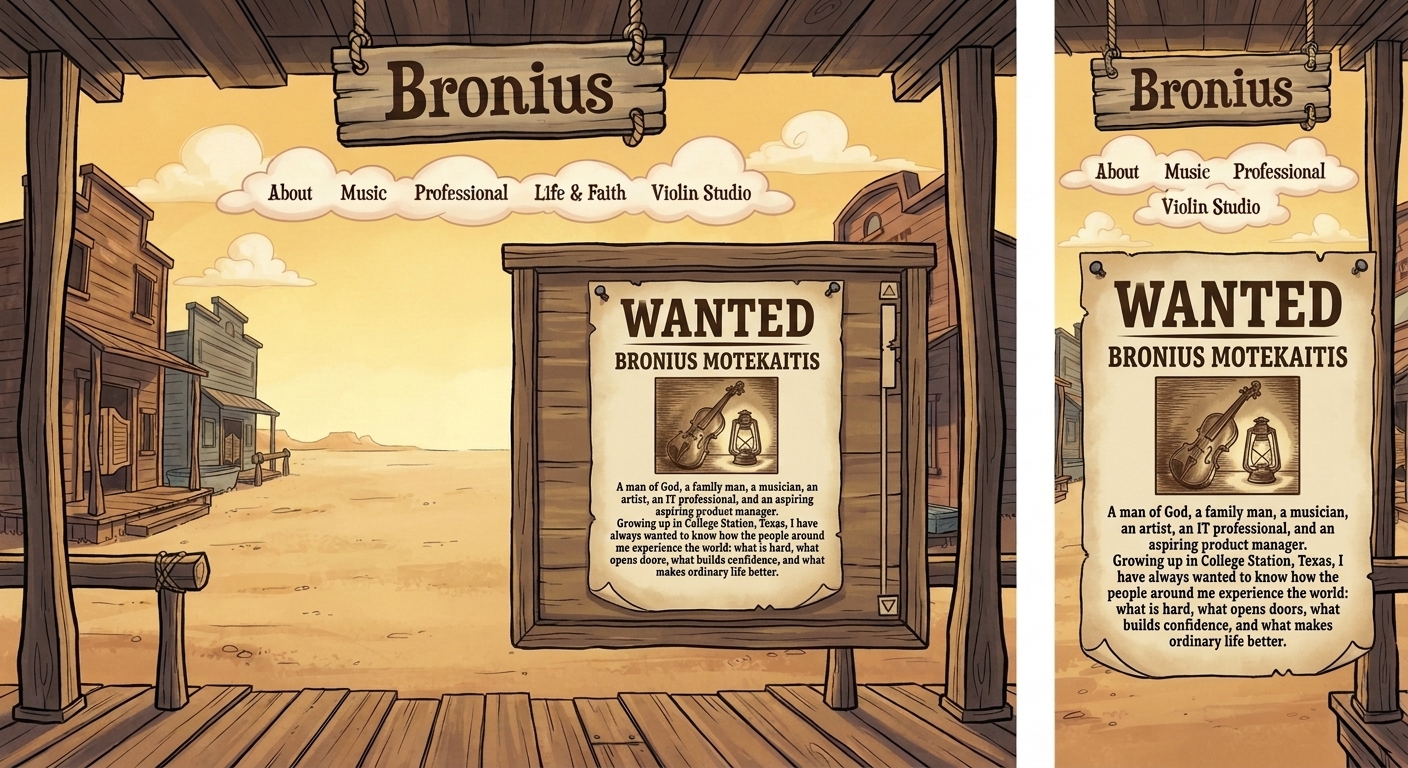 Bronius
About Music Professional Life & Faith Violin Studio
WANTED
BRONIUS MOTEKAITIS
A man of God, a family man, a musician, an
artist, an IT professional, and an aspiring
aspiring product manager.
Growing up in College Station, Texas, I have
always wanted to know how the people around
me experience the world: what is hard, what
opens doore, what builds cenfidence, and what
makes ordinary life better.
Bronius
About Music Professional
Violin Studio
WANTED
BRONIUS MOTEKAITIS
A man of God, a family man, a musician,
an artist, an IT professional, and an
aspiring product manager.
Growing up in College Station, Texas, I
have always wanted to know how the
people around me experience the world:
what is hard, what opens doors, what
builds confidence, and what makes
ordinary life better.